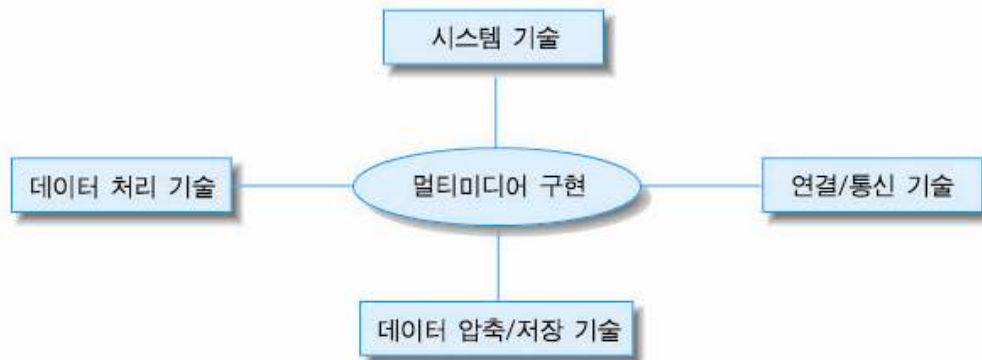 시스템 기술
데이터 처리 기술
멀티미디어 구현
연결/통신 기술
데이터 압축/저장 기술